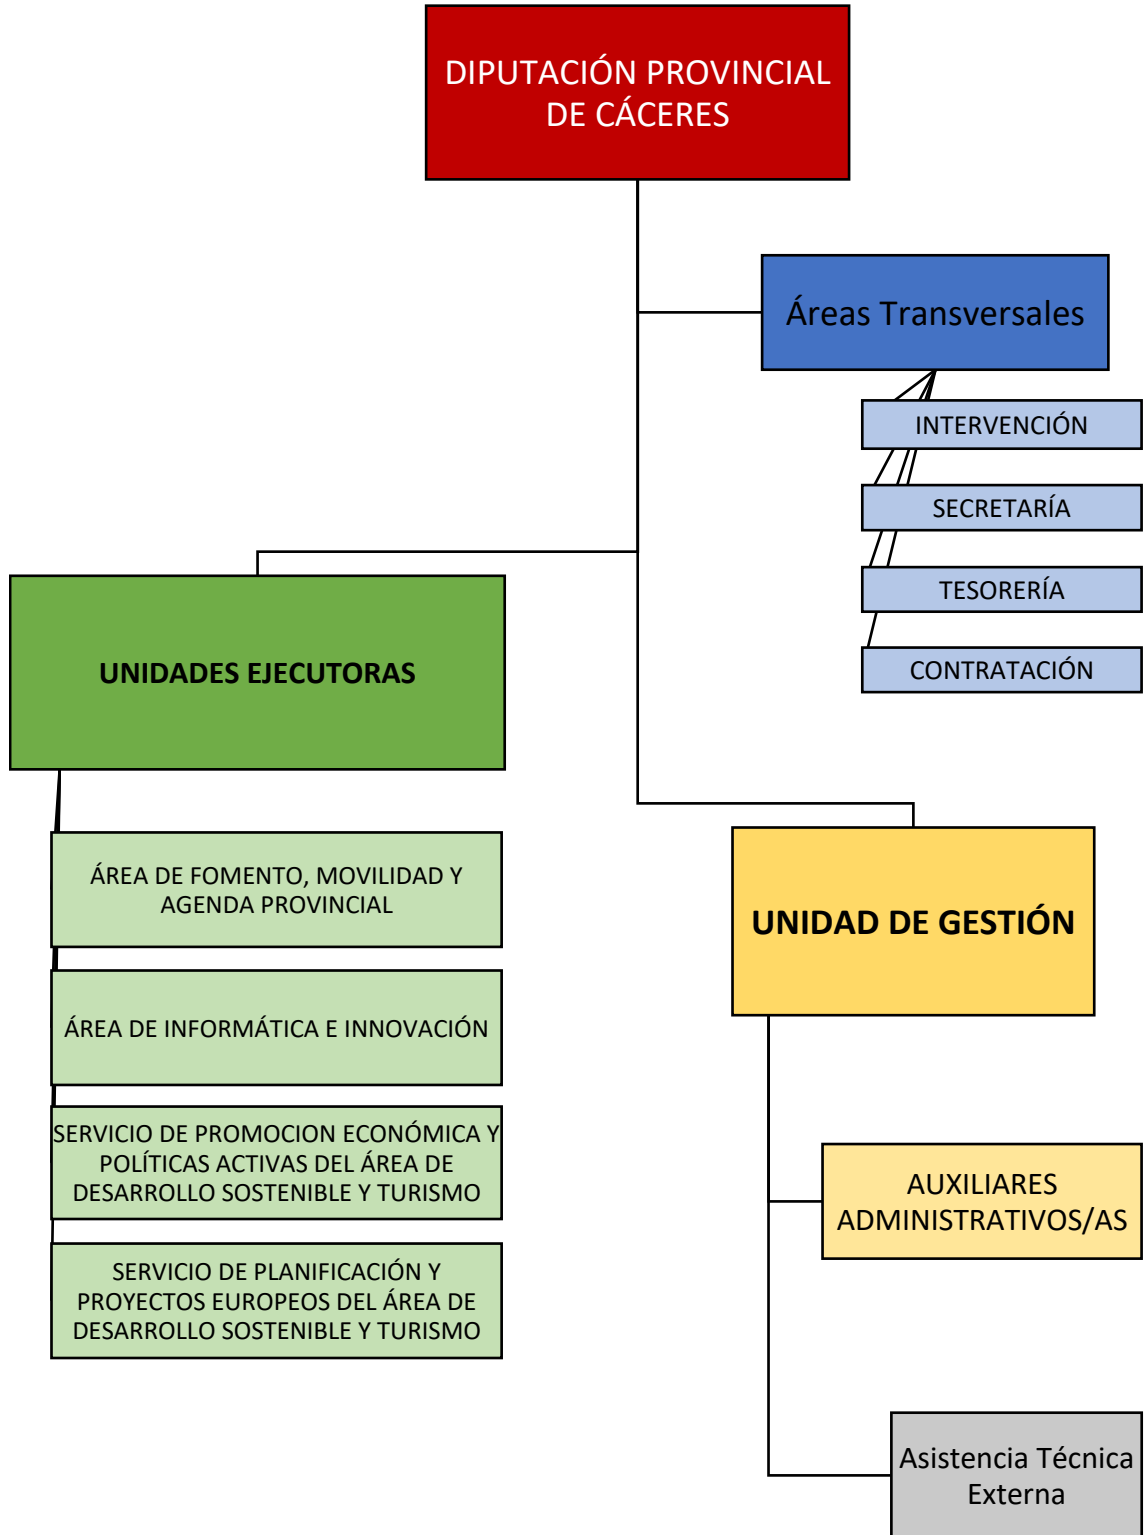 DIPUTACIÓN PROVINCIAL
DE CÁCERES
Áreas Transversales
INTERVENCIÓN
SECRETARÍA
TESORERÍA
CONTRATACIÓN
UNIDADES EJECUTORAS
ÁREA DE FOMENTO, MOVILIDAD Y
AGENDA PROVINCIAL
ÁREA DE INFORMÁTICA E INNOVACIÓN
SERVICIO DE PROMOCION ECONÓMICA Y
POLÍTICAS ACTIVAS DEL ÁREA DE
DESARROLLO SOSTENIBLE Y TURISMO
SERVICIO DE PLANIFICACIÓN Y
PROYECTOS EUROPEOS DEL ÁREA DE
DESARROLLO SOSTENIBLE Y TURISMO
UNIDAD DE GESTIÓN
AUXILIARES
ADMINISTRATIVOS/AS
Asistencia Técnica
Externa